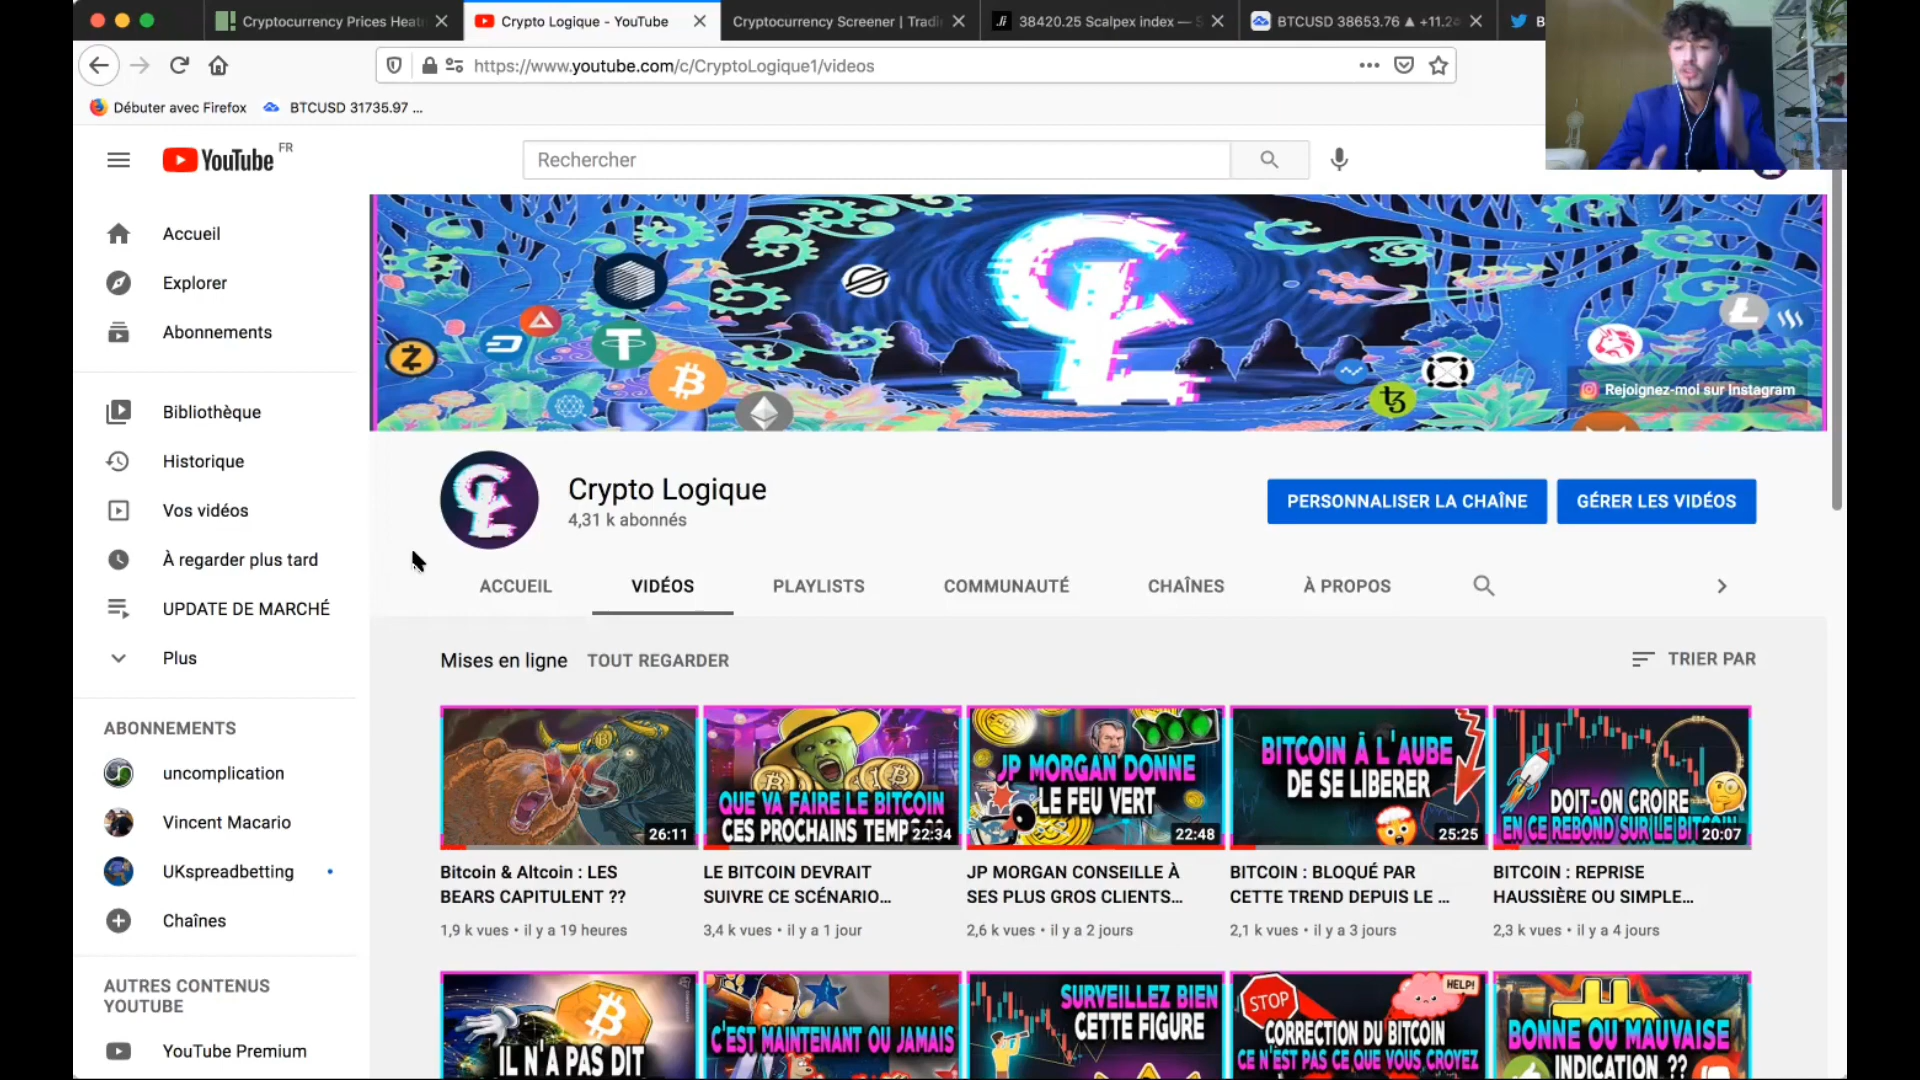 Cryptocurrency Prices Heat
Crypto Logique - YouTube
Cryptocurrency Screener | Tradi
38420.25 Scalpex index — S
BTCUSD 38653.76 ▲ +11.2
B
https://www.youtube.com/c/CryptoLogique1/videos
Débuter avec Firefox
BTCUSD 31735.97 ...
YouTube FR
Rechercher
Accueil
Explorer
Abonnements
Bibliothèque
Historique
Vos vidéos
À regarder plus tard
UPDATE DE MARCHÉ
Plus
ABONNEMENTS
uncomplication
Vincent Macario
UKspreadbetting
Chaînes
AUTRES CONTENUS
YOUTUBE
YouTube Premium
Rejoignez-moi sur Instagram
Crypto Logique
4,31 k abonnés
PERSONNALISER LA CHAÎNE
GÉRER LES VIDÉOS
ACCUEIL
VIDÉOS
PLAYLISTS
COMMUNAUTÉ
CHAÎNES
À PROPOS
Mises en ligne
TOUT REGARDER
TRIER PAR
VS
26:11
Bitcoin & Altcoin : LES
BEARS CAPITULENT ??
1,9 k vues • il y a 19 heures
QUE VA FAIRE LE BITCOIN
CES PROCHAINS TEMP
22:34
LE BITCOIN DEVRAIT
SUIVRE CE SCÉNARIO...
3,4 k vues • il y a 1 jour
JP MORGAN DONNE
LE FEU VERT
22:48
JP MORGAN CONSEILLE À
SES PLUS GROS CLIENTS...
2,6 k vues • il y a 2 jours
BITCOIN À L'AUBE
DE SE LIBERER
25:25
BITCOIN : BLOQUÉ PAR
CETTE TREND DEPUIS LE ...
2,1 k vues • il y a 3 jours
DOIT-ON CROIRE
EN CE REBOND SUR LE BITC
20:07
BITCOIN : REPRISE
HAUSSIÈRE OU SIMPLE...
2,3 k vues • il y a 4 jours
IL N'A PAS DIT
C'EST MAINTENANT OU JAMAIS
SURVEILLEZ BIEN
CETTE FIGURE
STOP
HELP!
CORRECTION DU BITCOIN
CE N'EST PAS CE QUE VOUS CROYEZ
BONNE OU MAUVAISE
INDICATION ??